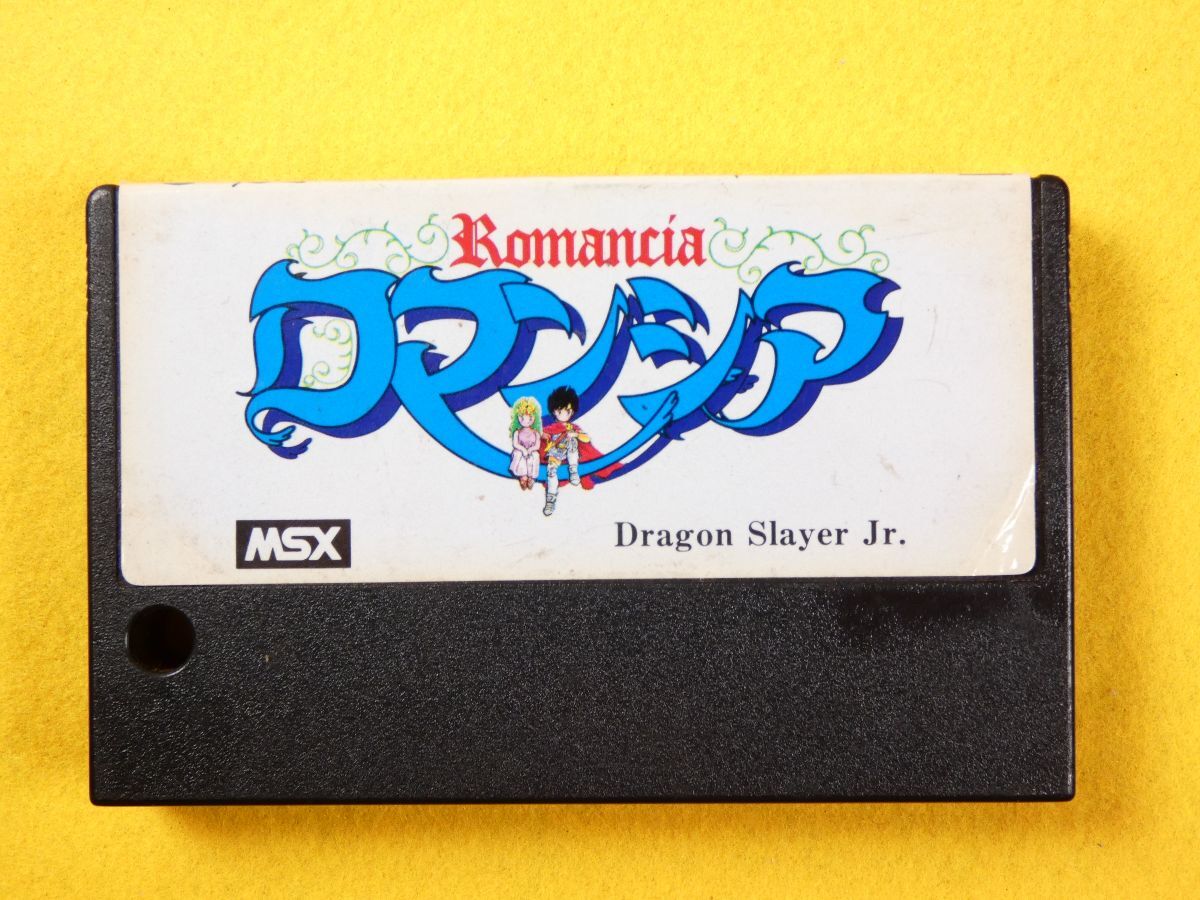 Romancia
ロマンシア
MSX
Dragon Slayer Jr.